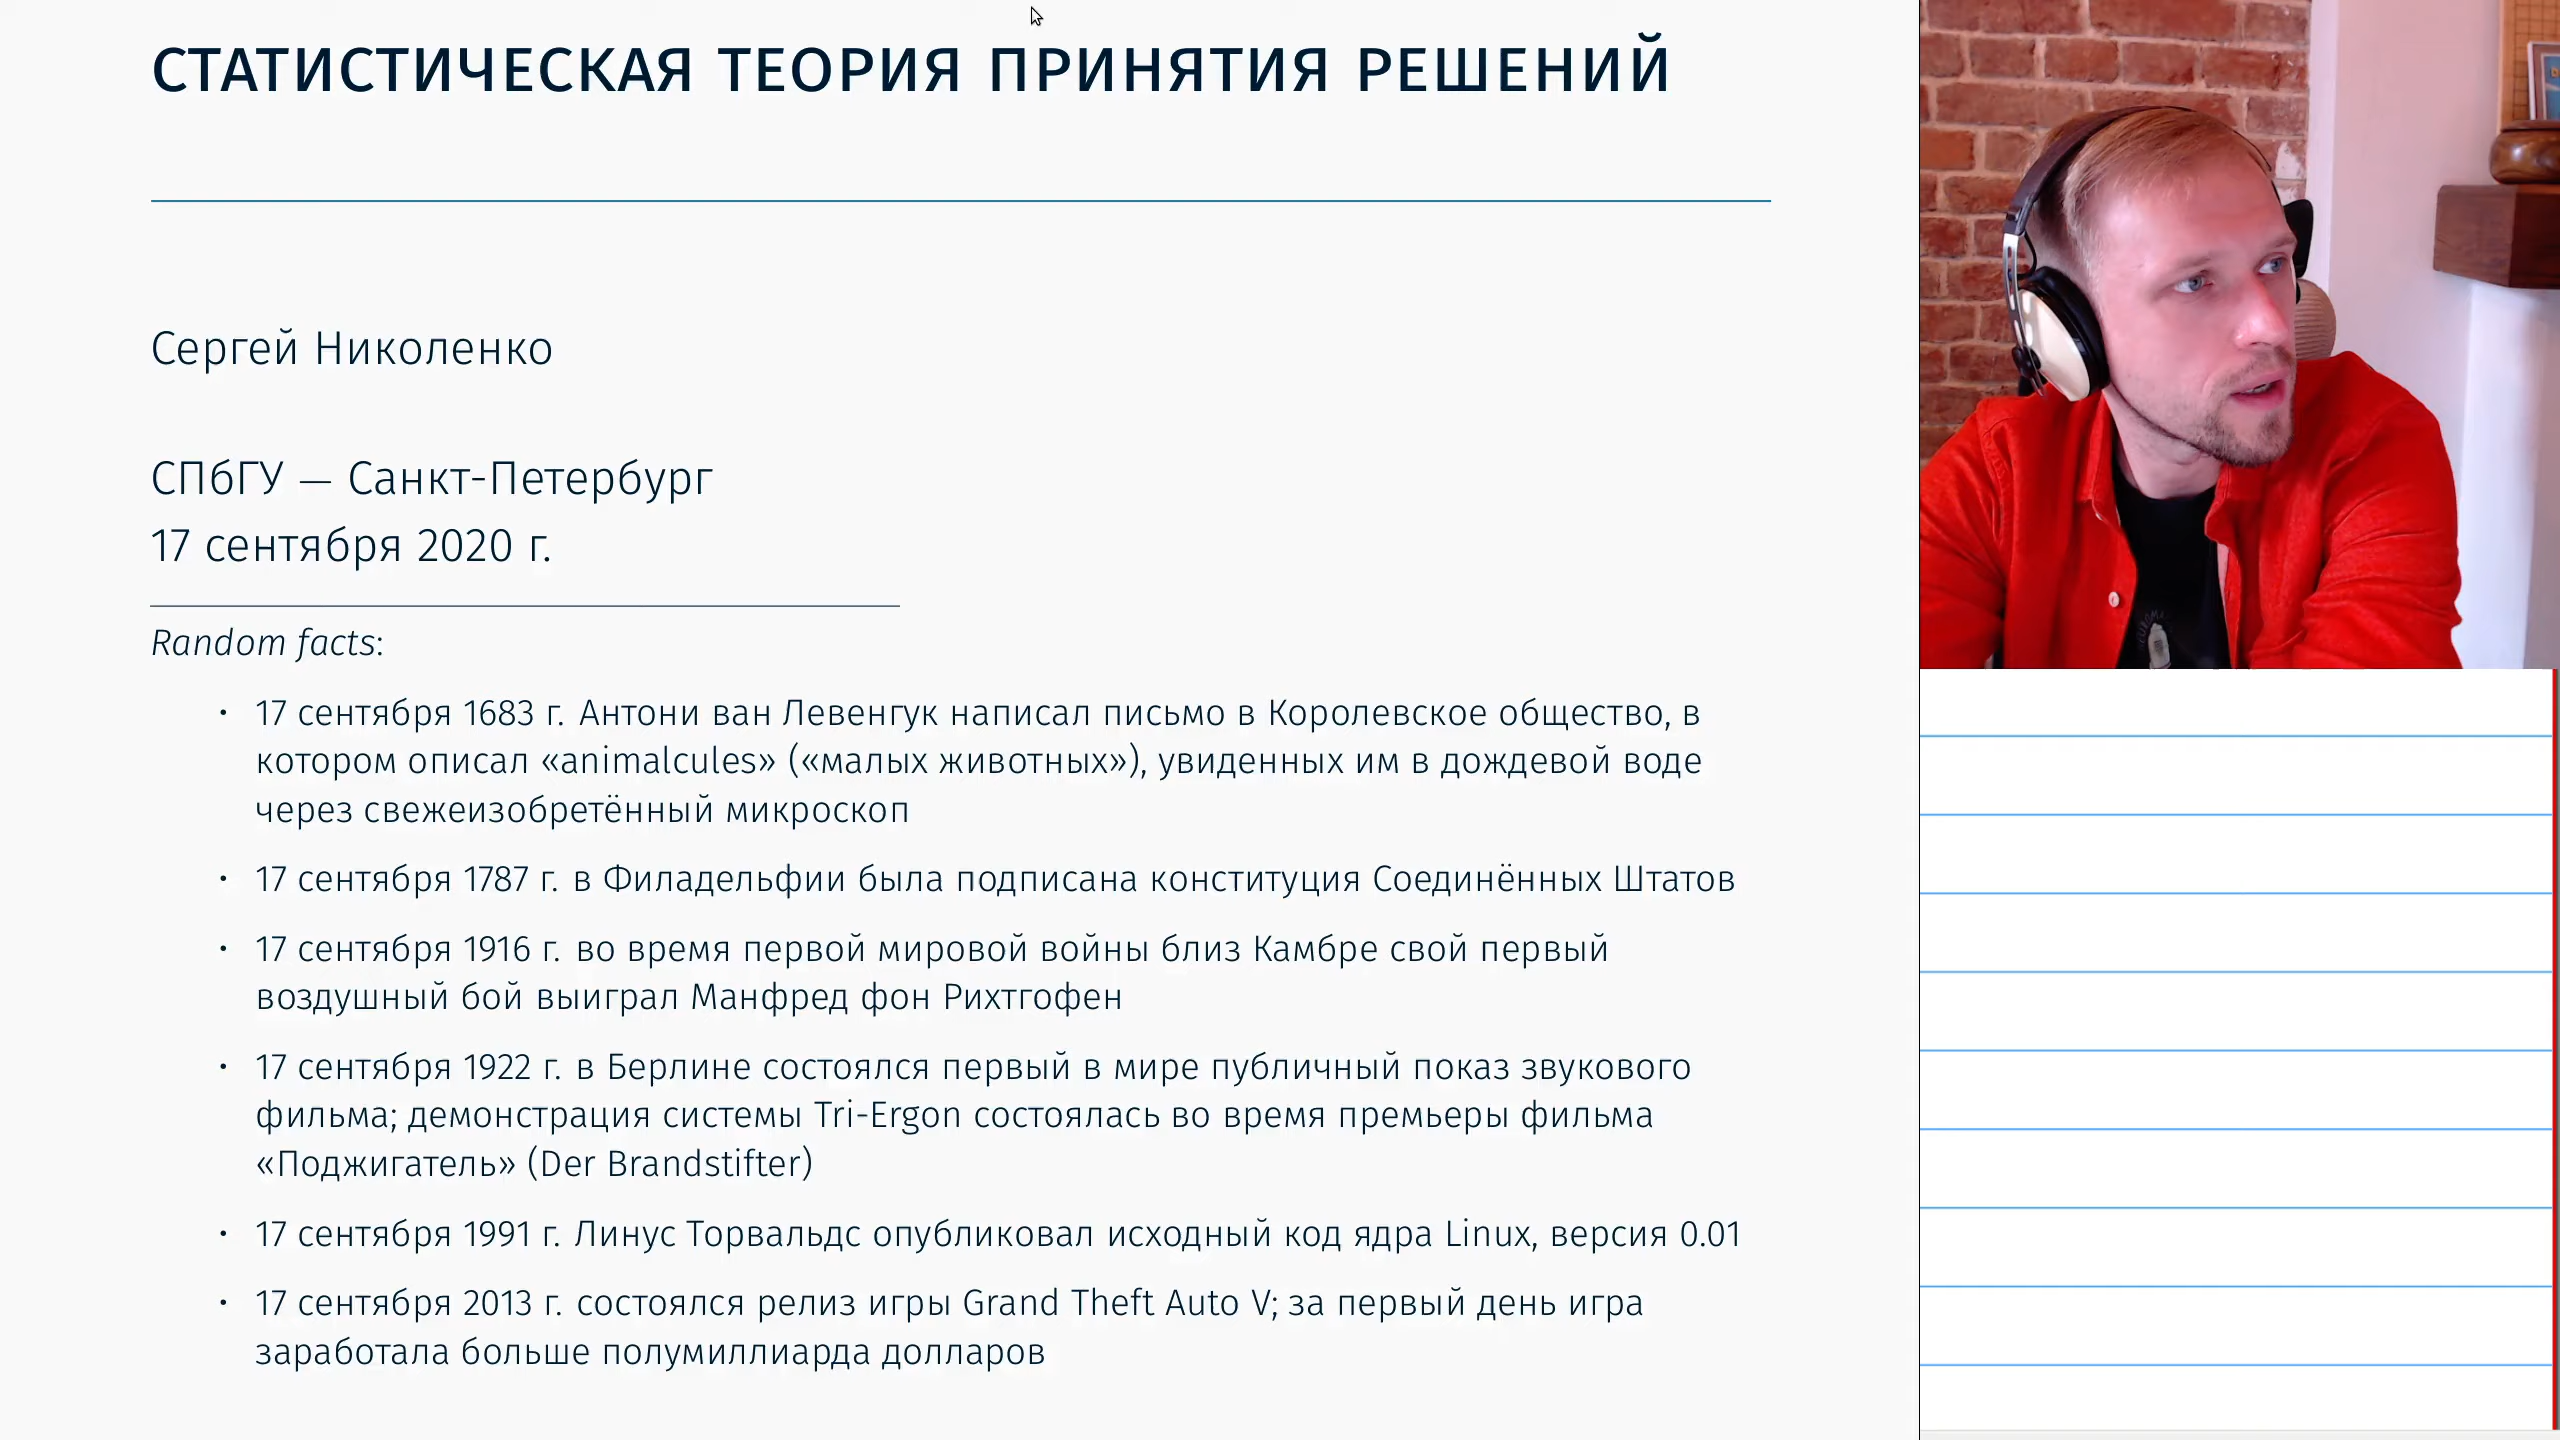 СТАТИСТИЧЕСКАЯ ТЕОРИЯ ПРИНЯТИЯ РЕШЕНИЙ
Сергей Николенко
СПбГУ — Санкт-Петербург
17 сентября 2020 г.
Random facts:
• 17 сентября 1683 г. Антони ван Левенгук написал письмо в Королевское общество, в
котором описал «animalcules» («малых животных»), увиденных им в дождевой воде
через свежеизобретённый микроскоп
• 17 сентября 1787 г. в Филадельфии была подписана конституция Соединённых Штатов
• 17 сентября 1916 г. во время первой мировой войны близ Камбре свой первый
воздушный бой выиграл Манфред фон Рихтгофен
• 17 сентября 1922 г. в Берлине состоялся первый в мире публичный показ звукового
фильма; демонстрация системы Tri-Ergon состоялась во время премьеры фильма
«Поджигатель» (Der Brandstifter)
• 17 сентября 1991 г. Линус Торвальдс опубликовал исходный код ядра Linux, версия 0.01
• 17 сентября 2013 г. состоялся релиз игры Grand Theft Auto V; за первый день игра
заработала больше полумиллиарда долларов